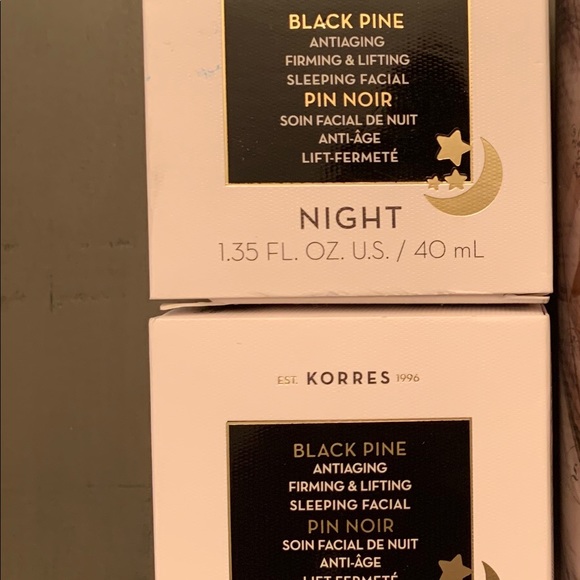 BLACK PINE
ANTIAGING
FIRMING & LIFTING
SLEEPING FACIAL
PIN NOIR
SOIN FACIAL DE NUIT
ANTI-ÂGE
LIFT-FERMETÉ
NIGHT
1.35 FL. OZ. U.S. / 40 mL
EST. KORRES 1996
BLACK PINE
ANTIAGING
FIRMING & LIFTING
SLEEPING FACIAL
PIN NOIR
SOIN FACIAL DE NUIT
ANTI-ÂGE
LIFT-FERMETÉ